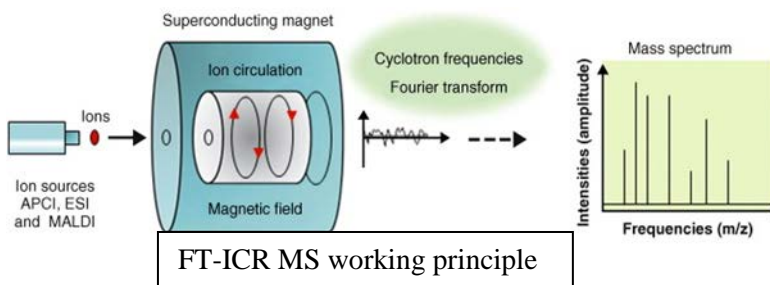 Superconducting magnet
Ion circulation
Magnetic field
Ions
Ion sources
APCI, ESI
and MALDI
Cyclotron frequencies
Fourier transform
Mass spectrum
Intensities (amplitude)
Frequencies (m/z)
FT-ICR MS working principle